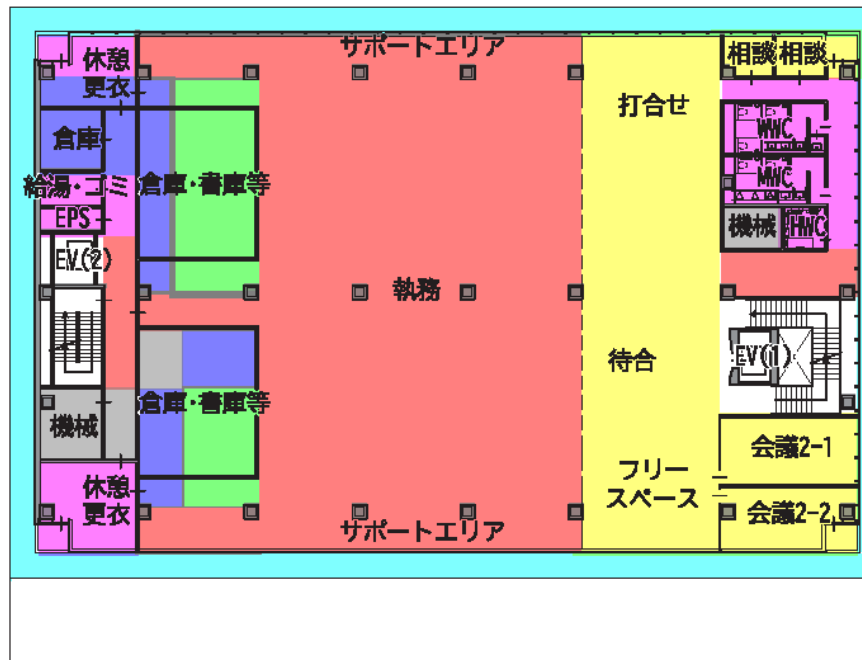 サポートエリア
休憩
更衣
相談
相談
打合せ
倉庫
WWC
MWC
給湯・ゴミ
倉庫・書庫等
EPS
機械
HWC
EV(2)
執務
待合
EV(1)
倉庫・書庫等
機械
会議2-1
フリー
スペース
休憩
更衣
会議2-2
サポートエリア